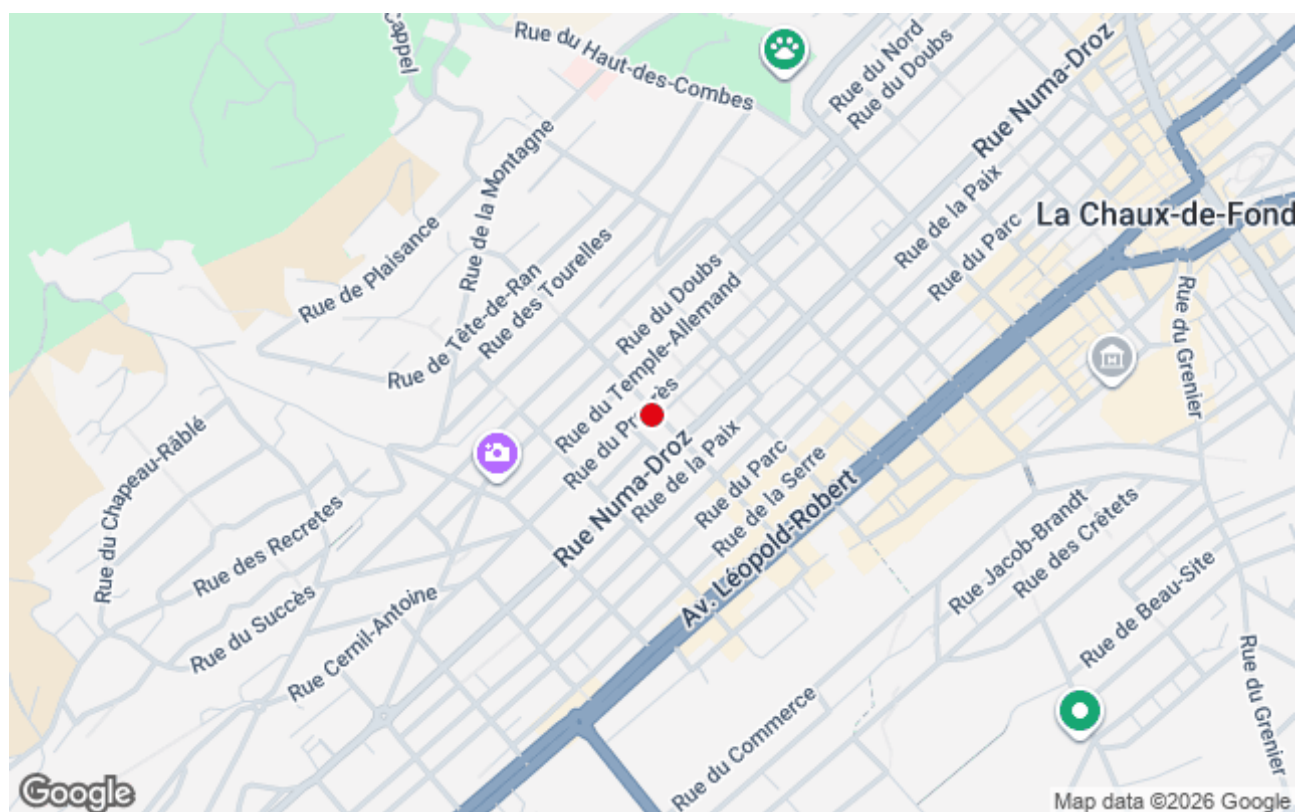 Cappel
Rue du Haut-des-Combes
Rue du Nord
Rue du Doubs
Rue Numa-Droz
Rue de la Montagne
Rue de Plaisance
Rue de la Paix
Rue du Parc
La Chaux-de-Fond
Rue de Tête-de-Ran
Rue des Tourelles
Rue du Doubs
Rue du Temple-Allemand
Rue du Grenier
Rue du Chapeau-Râblé
Rue Numa-Droz
Rue de la Paix
Rue du Parc
Rue de la Serre
Av. Léopold-Robert
Rue des Recretes
Rue du Succès
Rue Cernil-Antoine
Rue Jacob-Brandt
Rue des Crêtets
Rue de Beau-Site
Rue du Grenier
Rue du Commerce
Google
Map data ©2026 Google